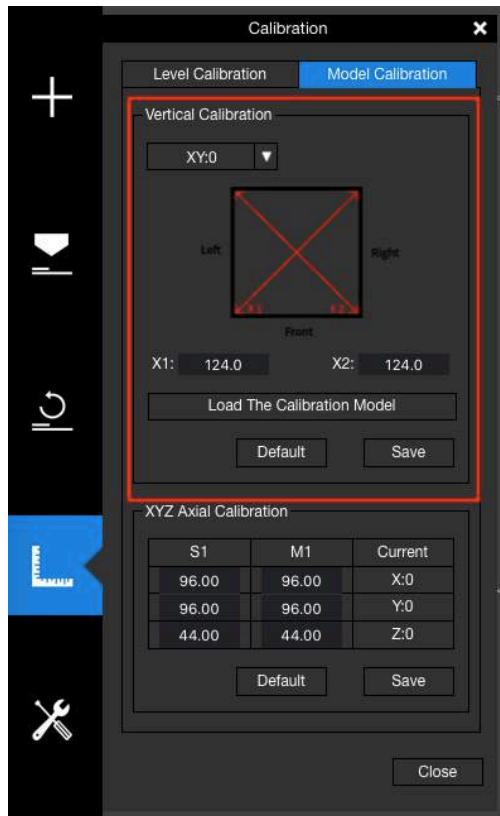 Calibration
Level Calibration Model Calibration
Vertical Calibration
XY:0
Left Right
X1 X2
Front
X1: 124.0 X2: 124.0
Load The Calibration Model
Default Save
XYZ Axial Calibration
S1 M1 Current
96.00 96.00 X:0
96.00 96.00 Y:0
44.00 44.00 Z:0
Default Save
Close